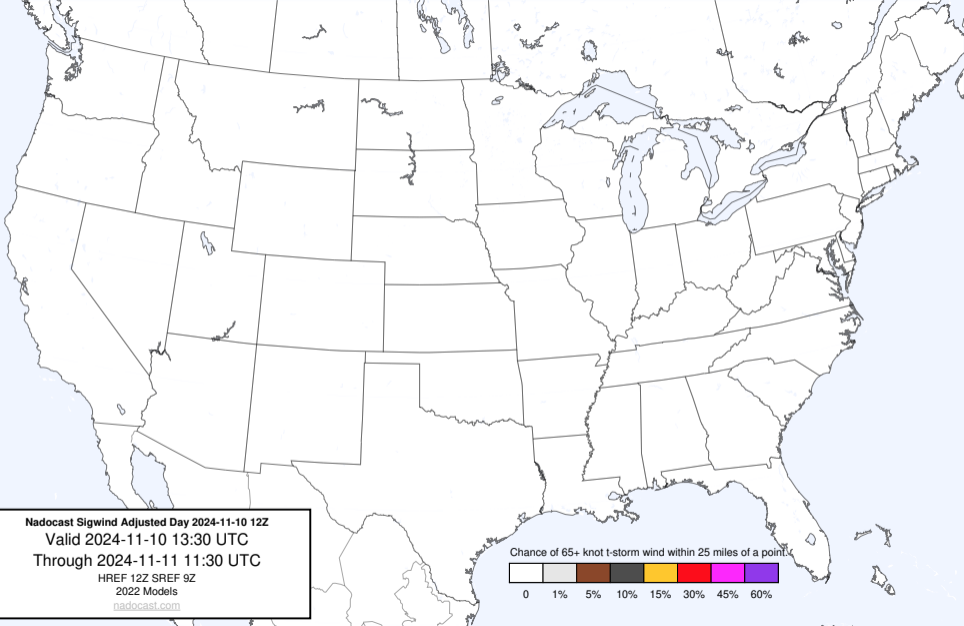 Nadocast Sigwind Adjusted Day 2024-11-10 12Z
Valid 2024-11-10 13:30 UTC
Through 2024-11-11 11:30 UTC
HREF 12Z SREF 9Z
2022 Models
nadocast.com
Chance of 65+ knot t-storm wind within 25 miles of a point.
0 1% 5% 10% 15% 30% 45% 60%